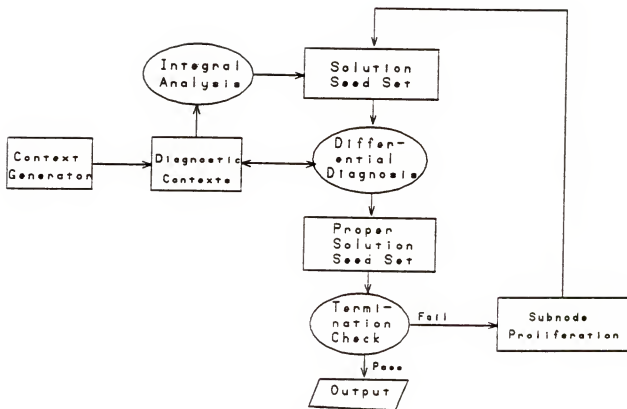 Integral
Analysis
Solution
Seed Set
Context
Generator
Diagnostic
Contexts
Differ-
ential
Diagnosis
Proper
Solution
Seed Set
Termi-
nation
Check
Fail
Subnode
Proliferation
Pass
Output